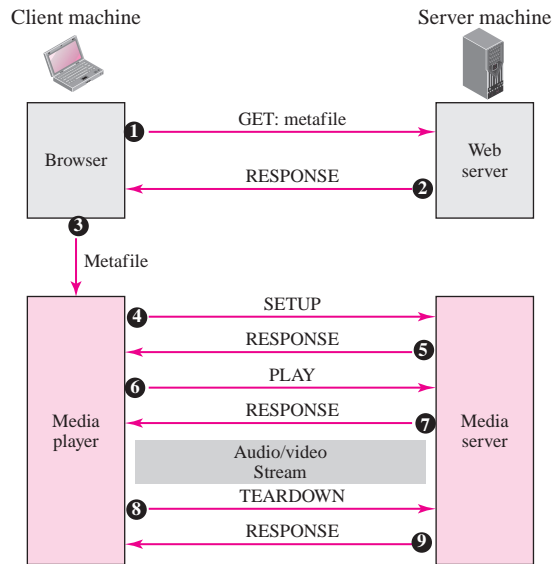 Client machine
Server machine
1
GET: metafile
Browser
Web
server
RESPONSE
2
3
Metafile
4
SETUP
RESPONSE
5
6
PLAY
RESPONSE
7
Media
player
Media
server
Audio/video
Stream
8
TEARDOWN
RESPONSE
9